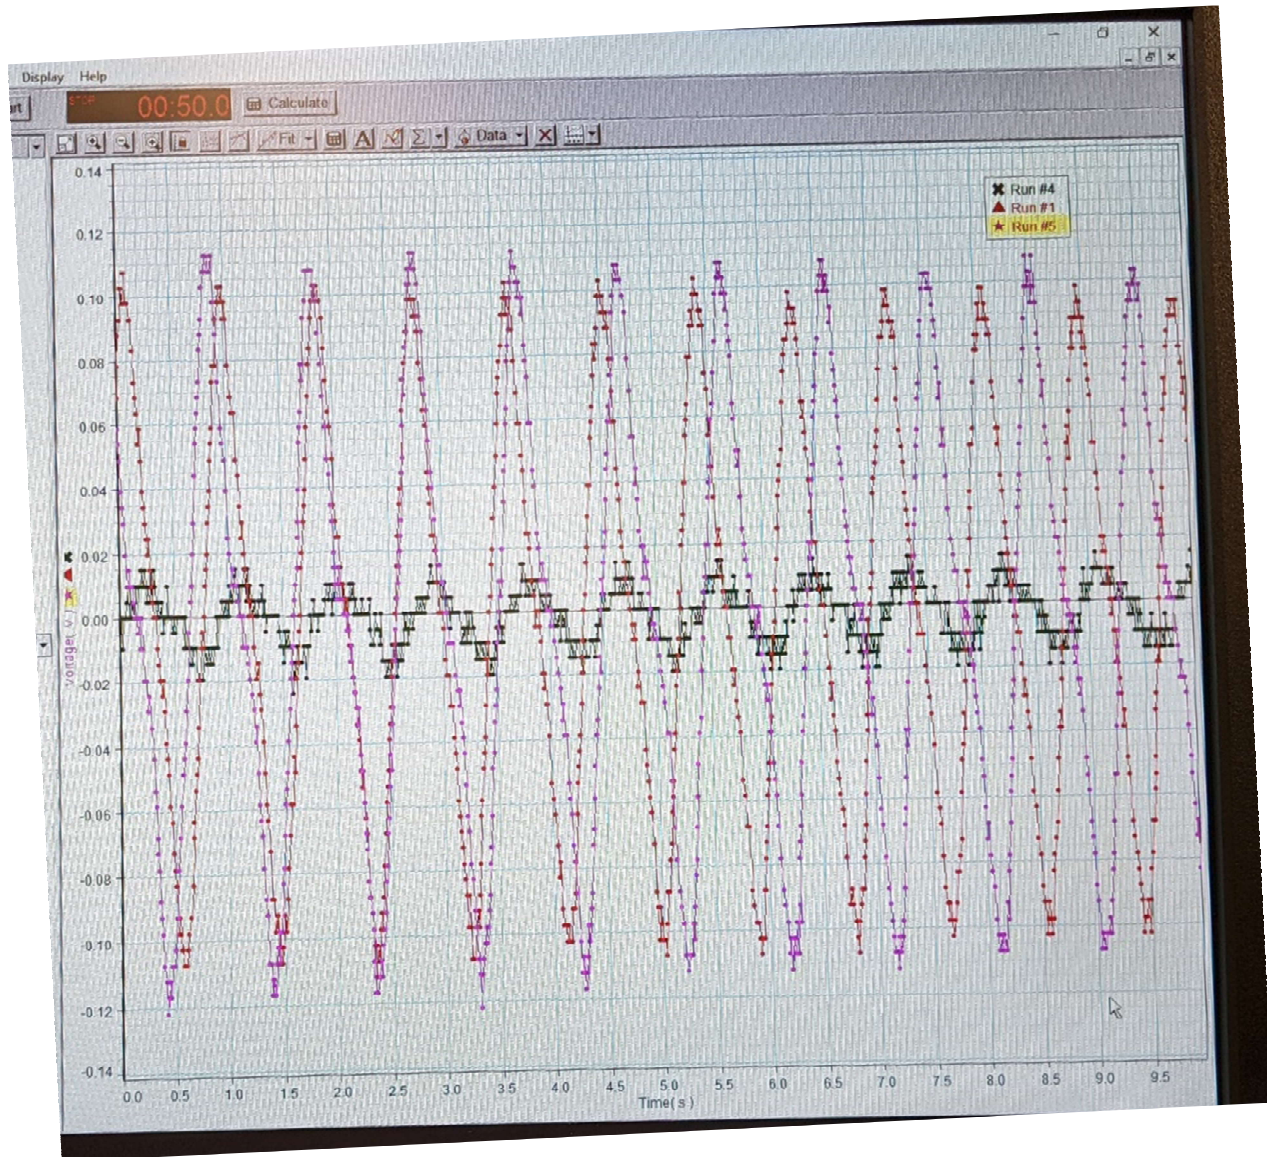 Display Help
rt
STOP
00:50.0
Calculate
Fit
A
Σ
Data
Run #4
Run #1
Run #5
0.14
0.12
0.10
0.08
0.06
0.04
0.02
0.00
-0.02
-0.04
-0.06
-0.08
-0.10
-0.12
-0.14
Voltage( V )
0.0 0.5 1.0 1.5 2.0 2.5 3.0 3.5 4.0 4.5 5.0 5.5 6.0 6.5 7.0 7.5 8.0 8.5 9.0 9.5
Time( s )